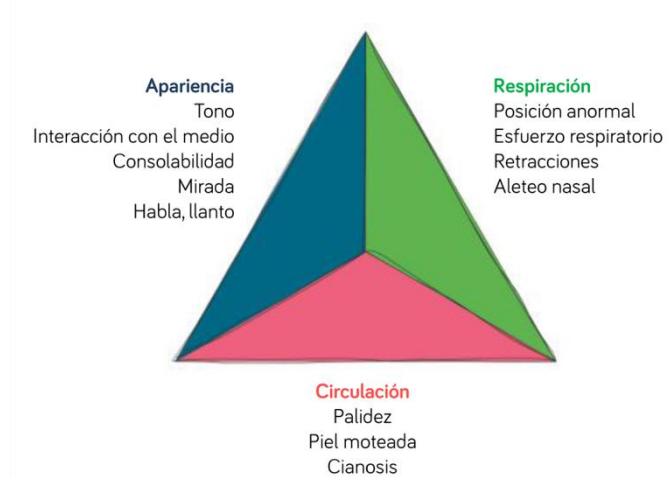 Apariencia
Tono
Interacción con el medio
Consolabilidad
Mirada
Habla, llanto
Respiración
Posición anormal
Esfuerzo respiratorio
Retracciones
Aleteo nasal
Circulación
Palidez
Piel moteada
Cianosis